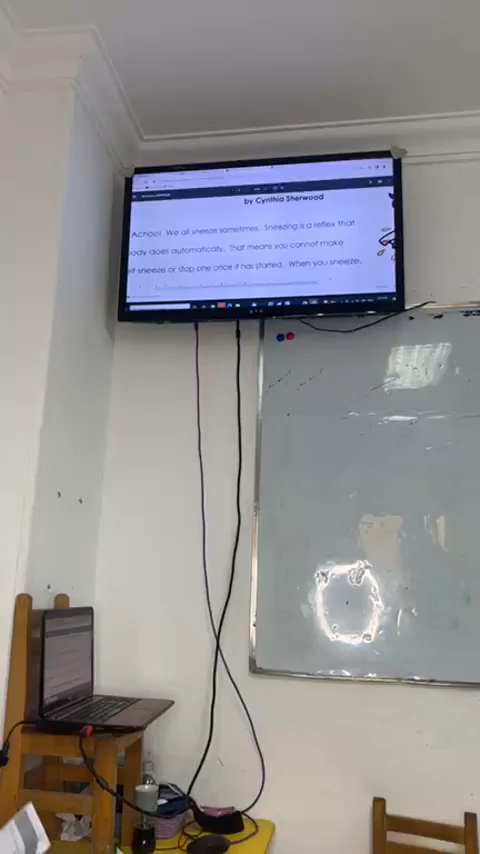 by Cynthia Sherwood
Achoo! We all sneeze sometimes. Sneezing is a reflex that
body does automatically. That means you cannot make
elf sneeze or stop one once it has started. When you sneeze,